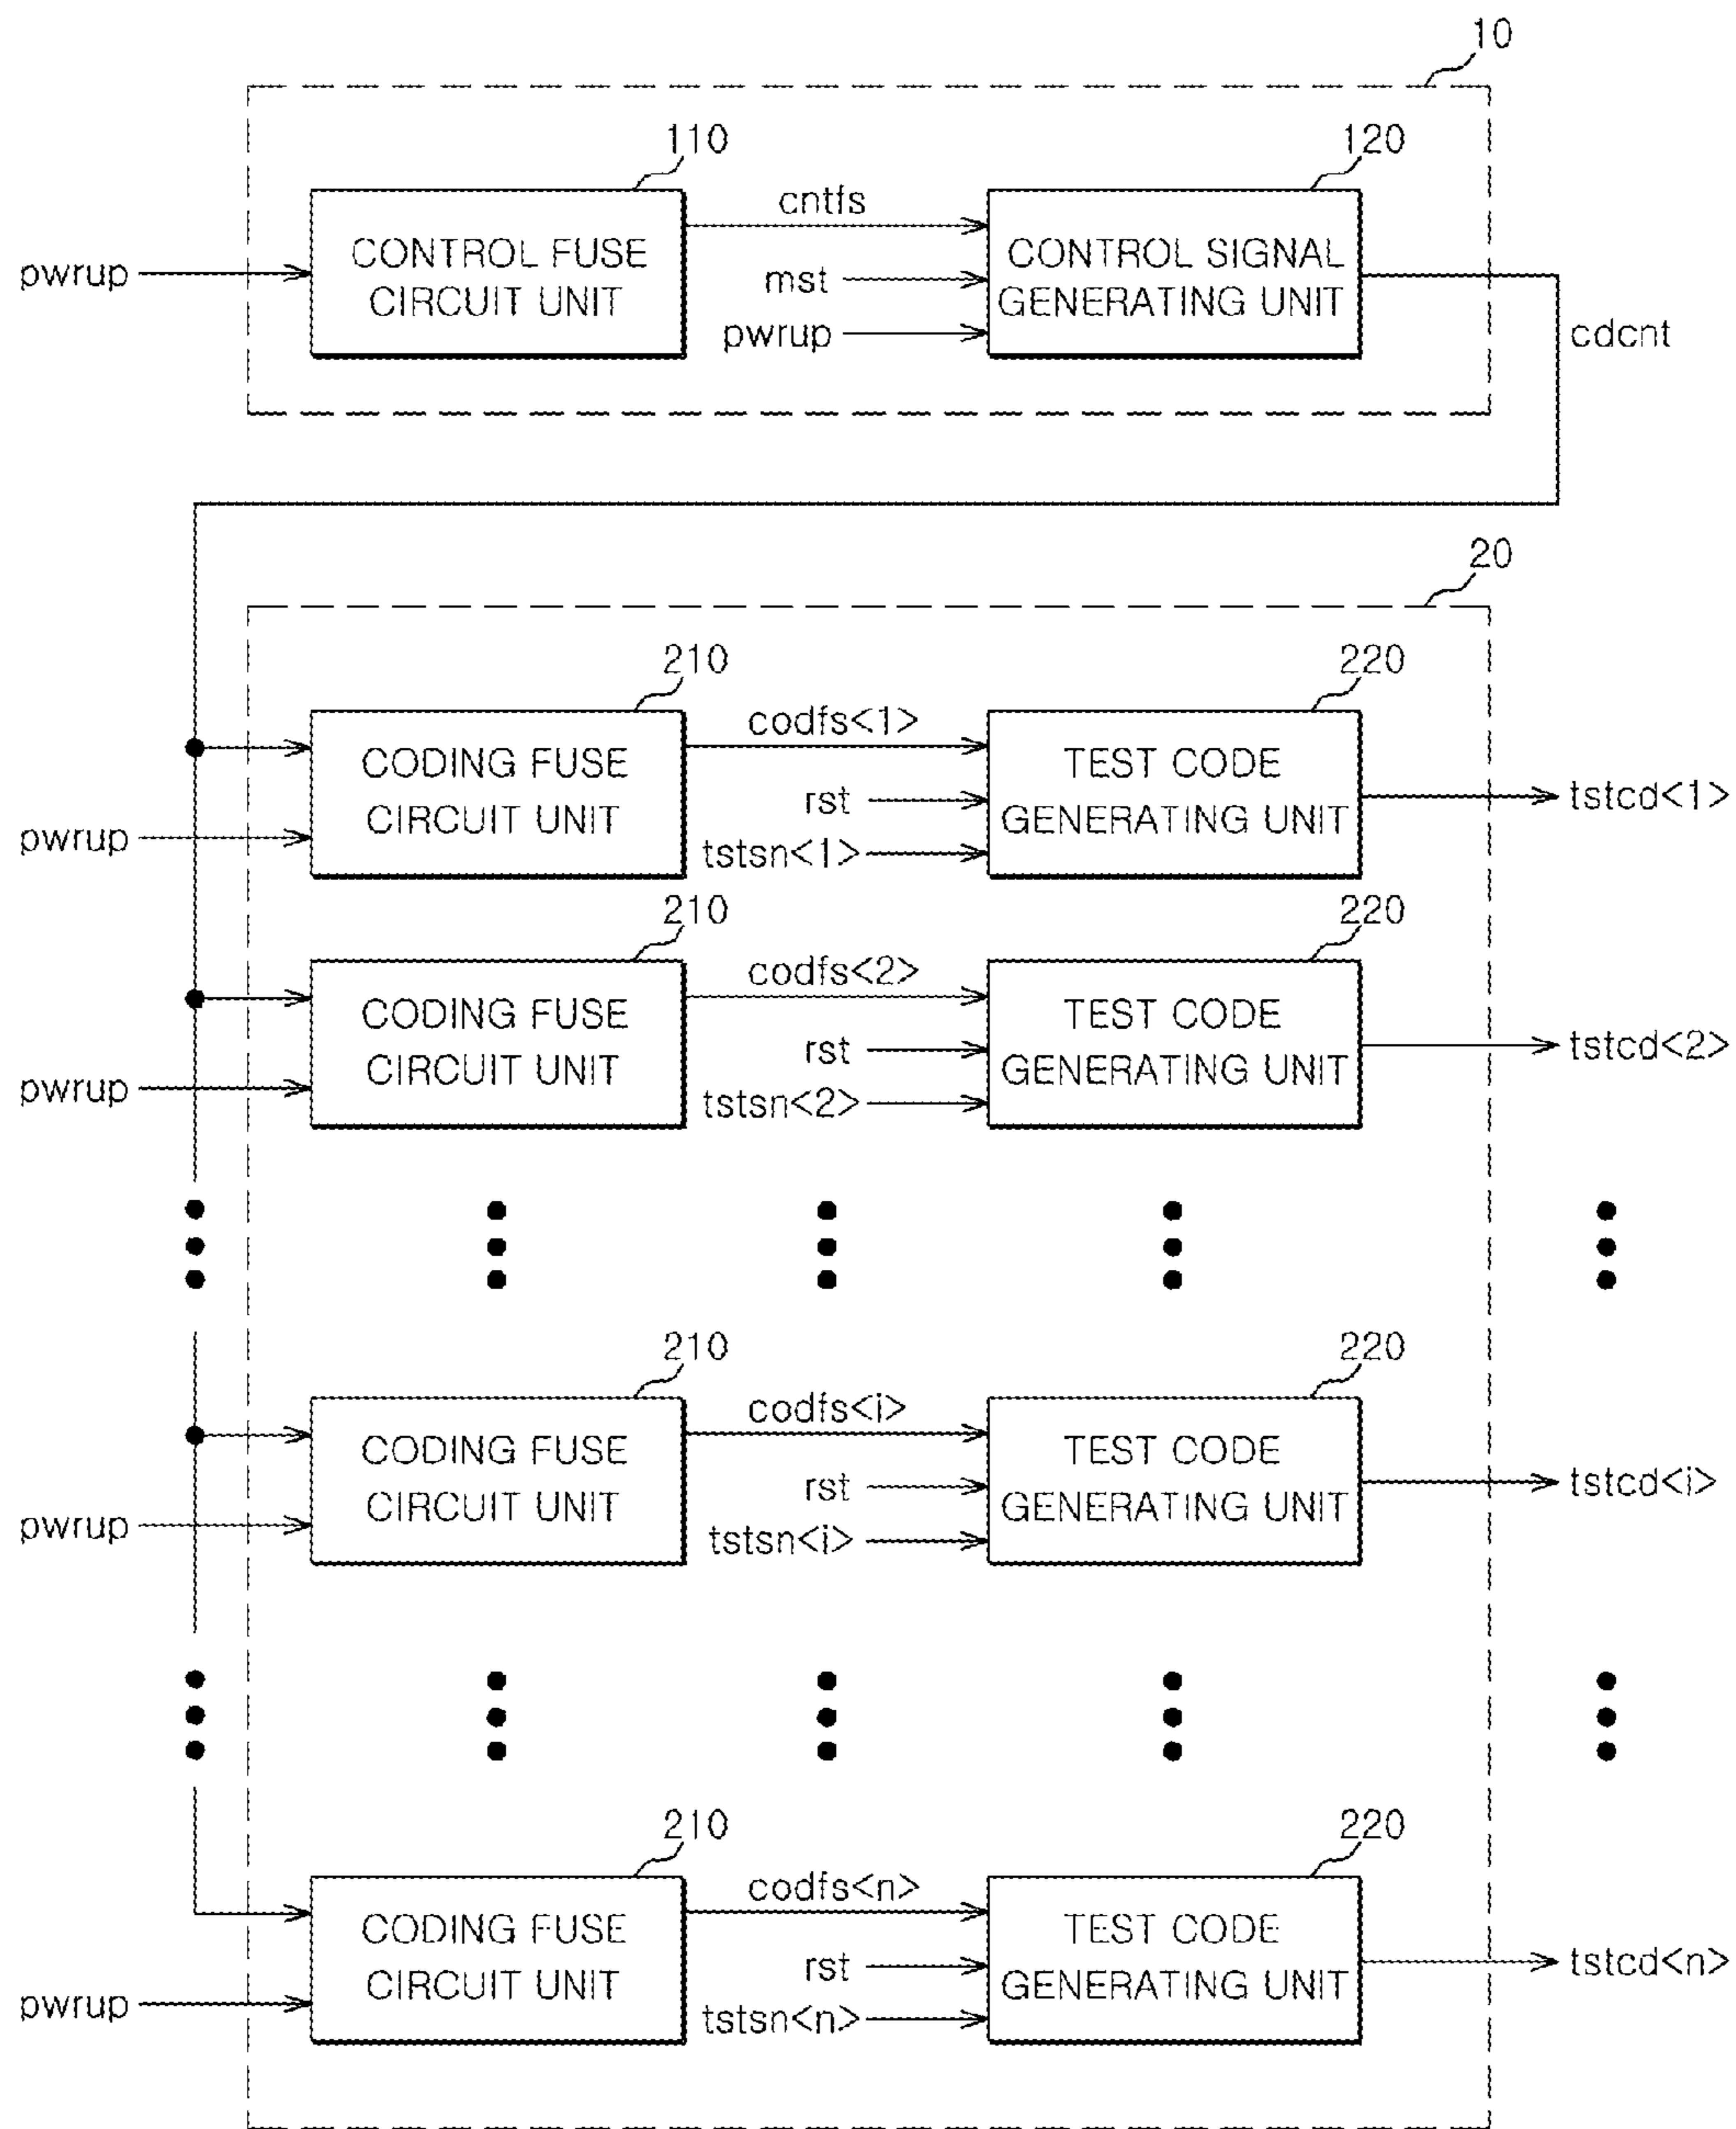 10
110
120
pwrup
CONTROL FUSE
CIRCUIT UNIT
cntfs
mst
pwrup
CONTROL SIGNAL
GENERATING UNIT
cdcnt
20
210
220
pwrup
CODING FUSE
CIRCUIT UNIT
codfs<1>
rst
tstsn<1>
TEST CODE
GENERATING UNIT
tstcd<1>
210
220
pwrup
CODING FUSE
CIRCUIT UNIT
codfs<2>
rst
tstsn<2>
TEST CODE
GENERATING UNIT
tstcd<2>
210
220
pwrup
CODING FUSE
CIRCUIT UNIT
codfs<i>
rst
tstsn<i>
TEST CODE
GENERATING UNIT
tstcd<i>
210
220
pwrup
CODING FUSE
CIRCUIT UNIT
codfs<n>
rst
tstsn<n>
TEST CODE
GENERATING UNIT
tstcd<n>